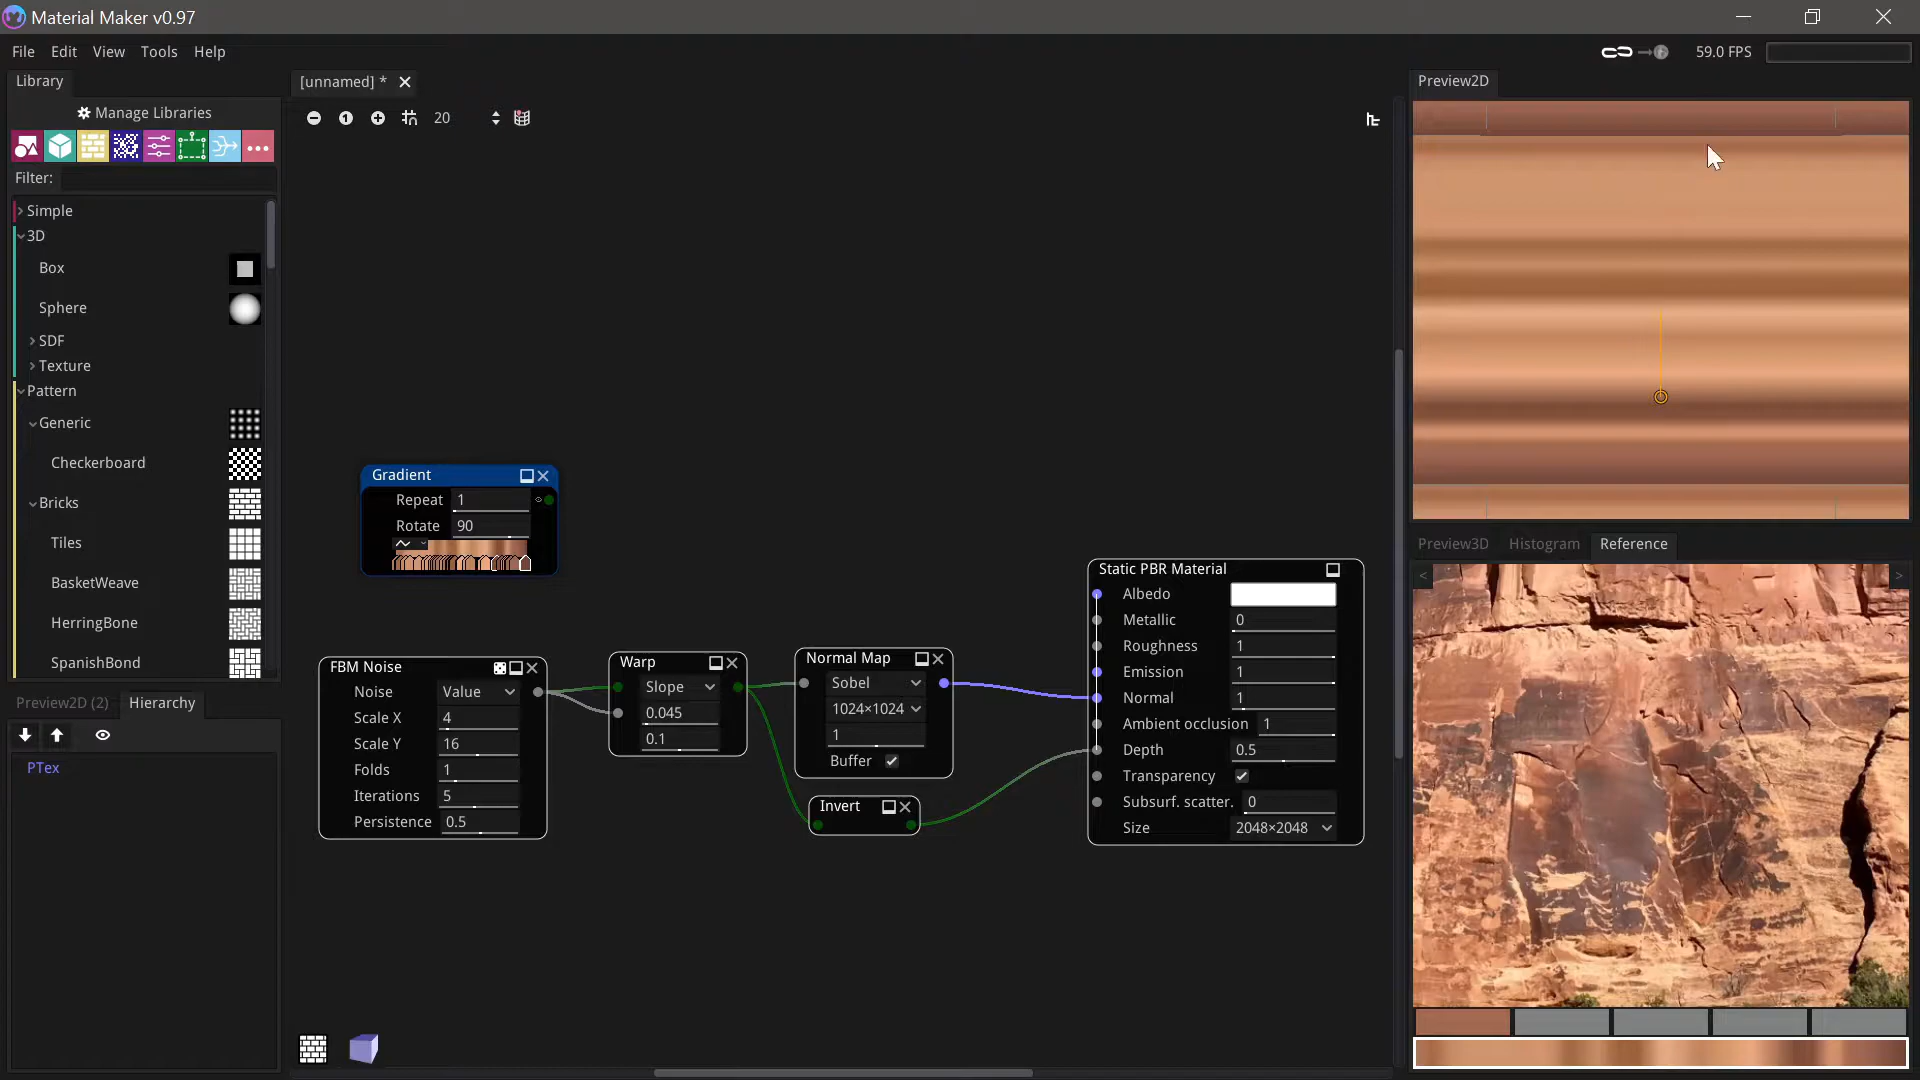 Material Maker v0.97
File Edit View Tools Help
59.0 FPS
Library
[unnamed] *
Preview2D
Manage Libraries
20
Filter:
Simple
3D
Box
Sphere
SDF
Texture
Pattern
Generic
Checkerboard
Bricks
Tiles
BasketWeave
HerringBone
SpanishBond
Preview2D (2) Hierarchy
PTex
Gradient
Repeat 1
Rotate 90
FBM Noise
Noise Value
Scale X 4
Scale Y 16
Folds 1
Iterations 5
Persistence 0.5
Warp
Slope
0.045
0.1
Normal Map
Sobel
1024×1024
1
Buffer
Invert
Static PBR Material
Albedo
Metallic 0
Roughness 1
Emission 1
Normal 1
Ambient occlusion 1
Depth 0.5
Transparency
Subsurf. scatter. 0
Size 2048×2048
Preview3D Histogram Reference
< >